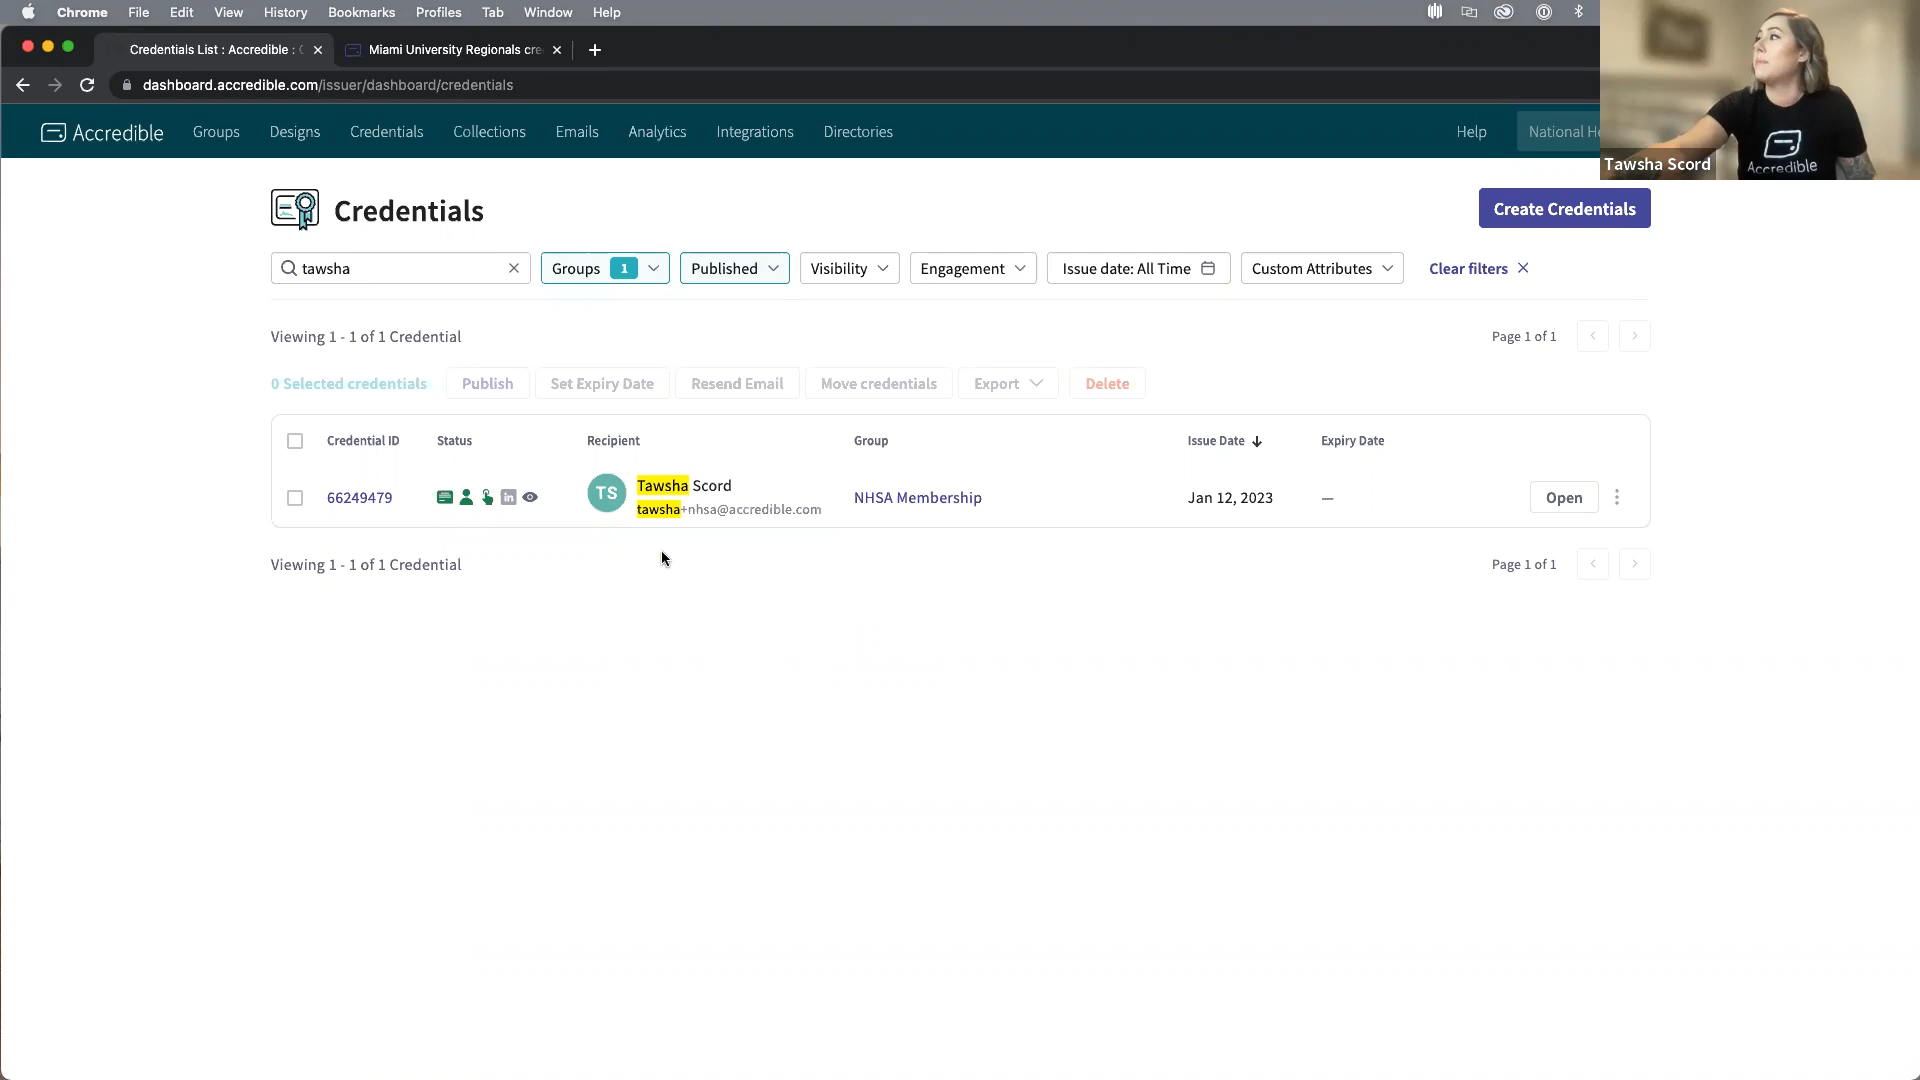 Chrome File Edit View History Bookmarks Profiles Tab Window Help
Credentials List : Accredible :
Miami University Regionals cre
dashboard.accredible.com/issuer/dashboard/credentials
Accredible Groups Designs Credentials Collections Emails Analytics Integrations Directories Help National He
Accredible
Tawsha Scord
Credentials
Create Credentials
tawsha Groups 1 Published Visibility Engagement Issue date: All Time Custom Attributes Clear filters
Viewing 1 - 1 of 1 Credential Page 1 of 1
0 Selected credentials Publish Set Expiry Date Resend Email Move credentials Export Delete
Credential ID Status Recipient Group Issue Date Expiry Date
66249479 in TS Tawsha Scord NHSA Membership Jan 12, 2023 — Open
tawsha+nhsa@accredible.com
Viewing 1 - 1 of 1 Credential Page 1 of 1